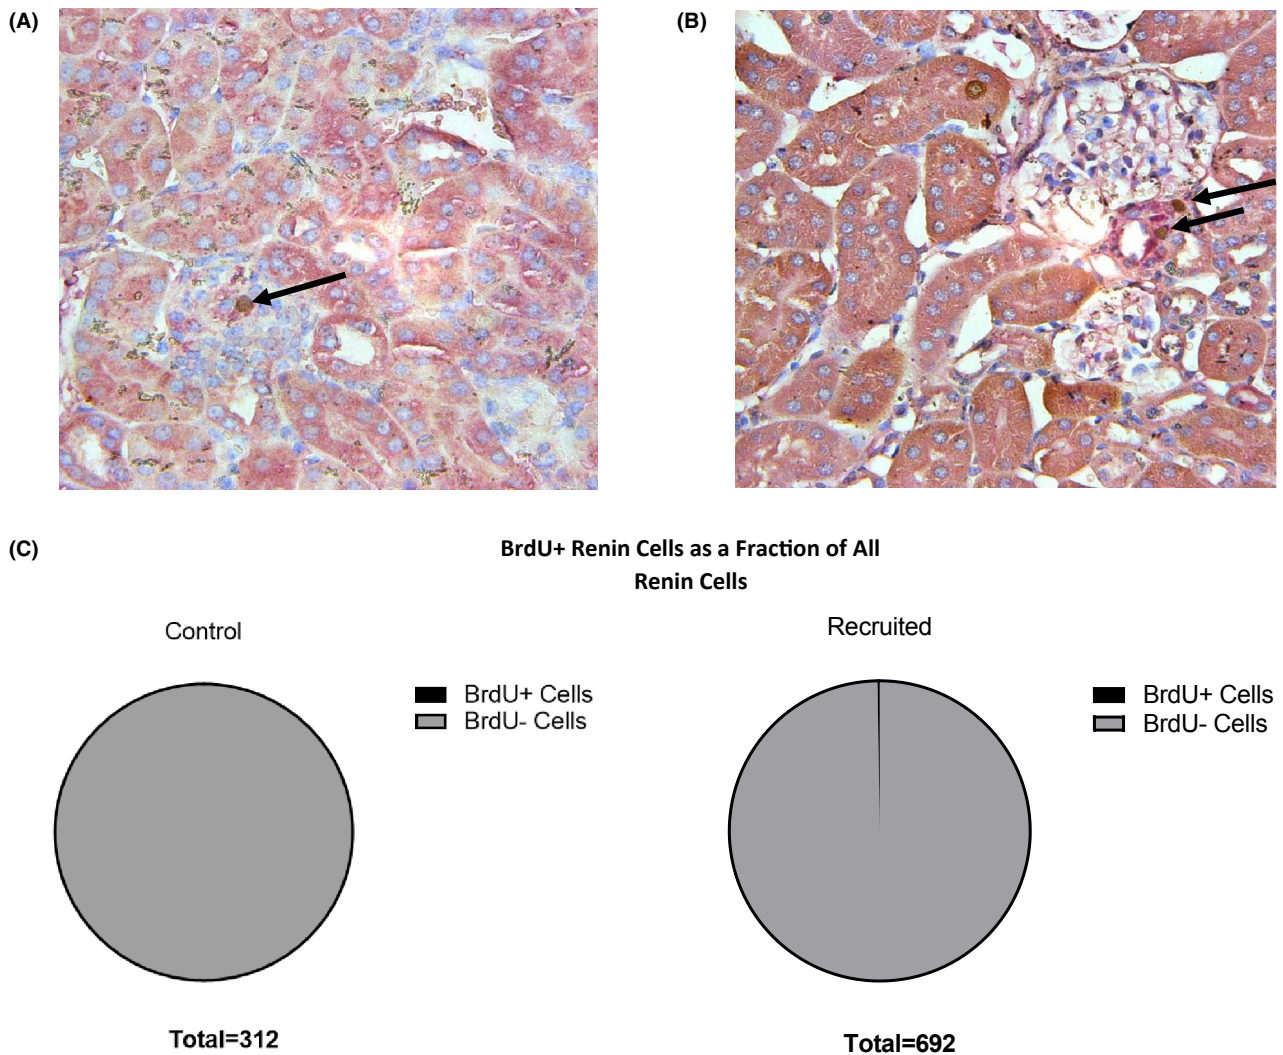 (A)
(B)
(C)
BrdU+ Renin Cells as a Fraction of All
Renin Cells
Control
BrdU+ Cells
BrdU- Cells
Total=312
Recruited
BrdU+ Cells
BrdU- Cells
Total=692